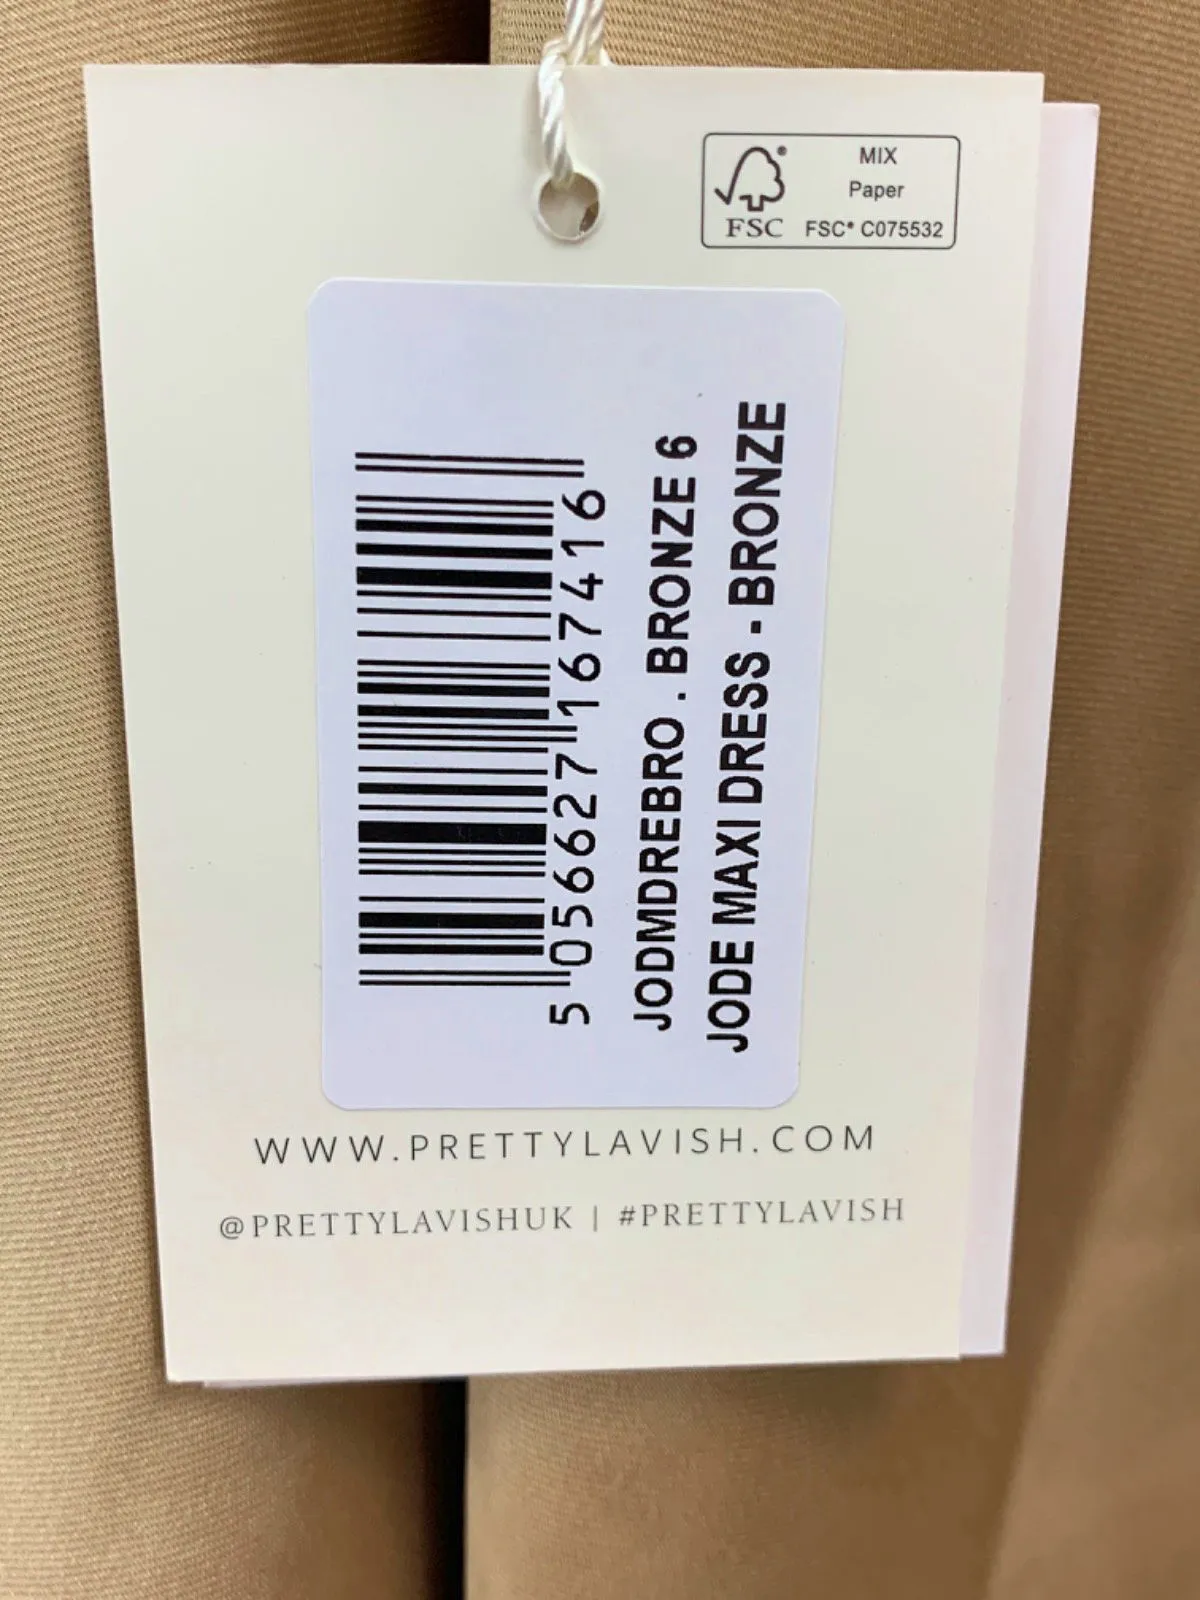 MIX
Paper
FSC® C075532
FSC
5 056627 167416
JODMDREBRO . BRONZE 6
JODE MAXI DRESS - BRONZE
WWW.PRETTYLAVISH.COM
@PRETTYLAVISHUK | #PRETTYLAVISH